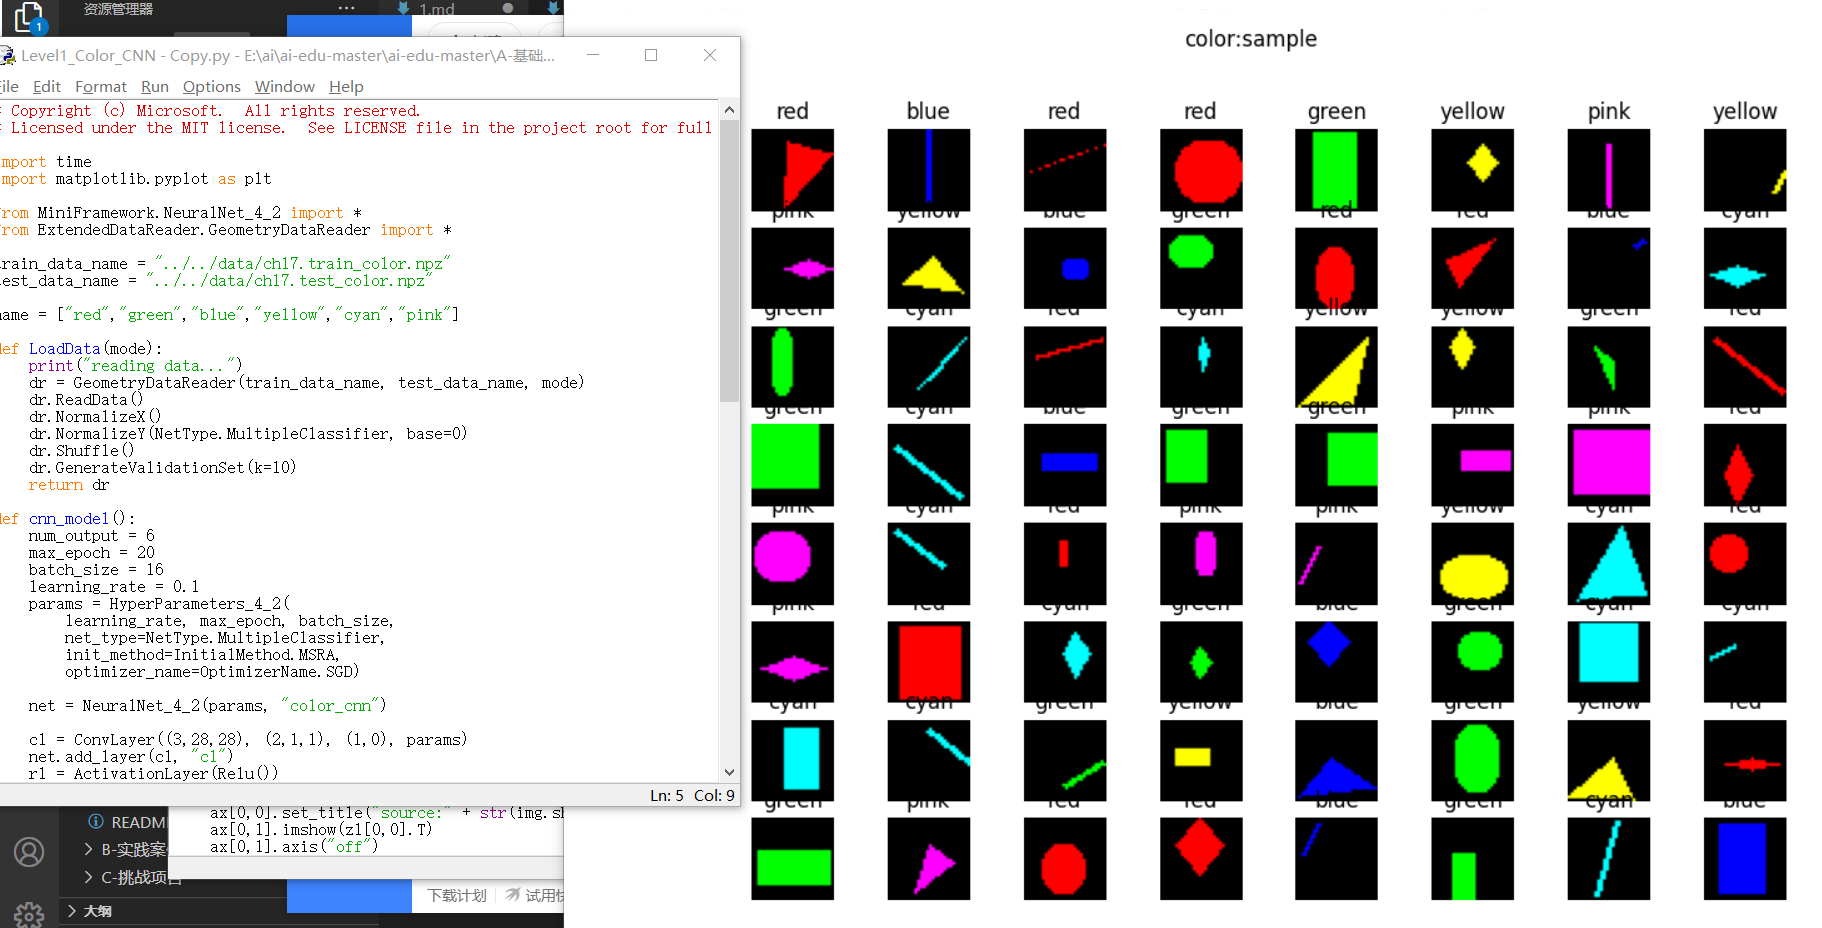 资源管理器
...
1.md
1
Level1_Color_CNN - Copy.py - E:\ai\ai-edu-master\ai-edu-master\A-基础...
ile Edit Format Run Options Window Help
Copyright (c) Microsoft. All rights reserved.
Licensed under the MIT license. See LICENSE file in the project root for full
mport time
mport matplotlib.pyplot as plt
rom MiniFramework.NeuralNet_4_2 import *
rom ExtendedDataReader.GeometryDataReader import *
rain_data_name = "../../data/ch17.train_color.npz"
est_data_name = "../../data/ch17.test_color.npz"
ame = ["red","green","blue","yellow","cyan","pink"]
ef LoadData(mode):
print("reading data...")
dr = GeometryDataReader(train_data_name, test_data_name, mode)
dr.ReadData()
dr.NormalizeX()
dr.NormalizeY(NetType.MultipleClassifier, base=0)
dr.Shuffle()
dr.GenerateValidationSet(k=10)
return dr
ef cnn_model():
num_output = 6
max_epoch = 20
batch_size = 16
learning_rate = 0.1
params = HyperParameters_4_2(
learning_rate, max_epoch, batch_size,
net_type=NetType.MultipleClassifier,
init_method=InitialMethod.MSRA,
optimizer_name=OptimizerName.SGD)
net = NeuralNet_4_2(params, "color_cnn")
c1 = ConvLayer((3,28,28), (2,1,1), (1,0), params)
net.add_layer(c1, "c1")
r1 = ActivationLayer(Relu())
Ln: 5 Col: 9
ax[0,0].set_title("source:" + str(img.sh
ax[0,1].imshow(z1[0,0].T)
ax[0,1].axis("off")
README
B-实践案
C-挑战项目
大纲
下载计划
试用快
color:sample
red blue red red green yellow pink yellow
pink yellow blue green red red blue cyan
green cyan red cyan yellow yellow green red
green cyan blue green green pink pink red
pink cyan red pink pink yellow cyan red
pink red cyan green blue green cyan cyan
cyan cyan green yellow blue green yellow red
green pink red red blue green cyan blue